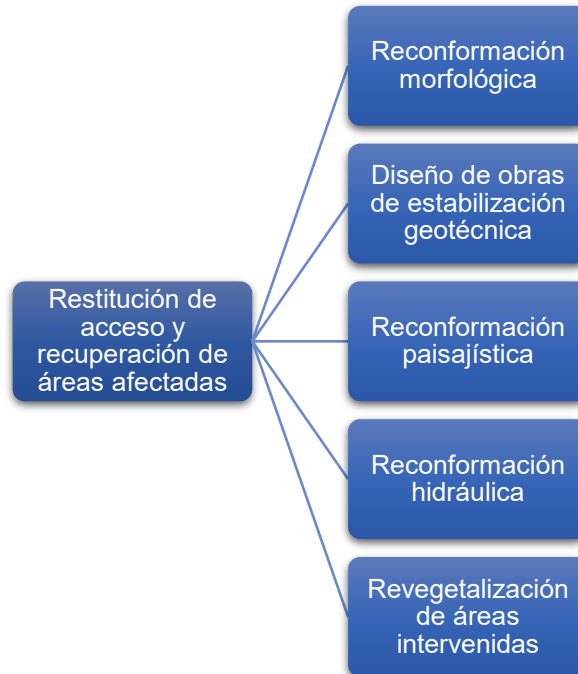 Reconformación
morfológica
Diseño de obras
de estabilización
geotécnica
Restitución de
acceso y
recuperación de
áreas afectadas
Reconformación
paisajística
Reconformación
hidráulica
Revegetalización
de áreas
intervenidas